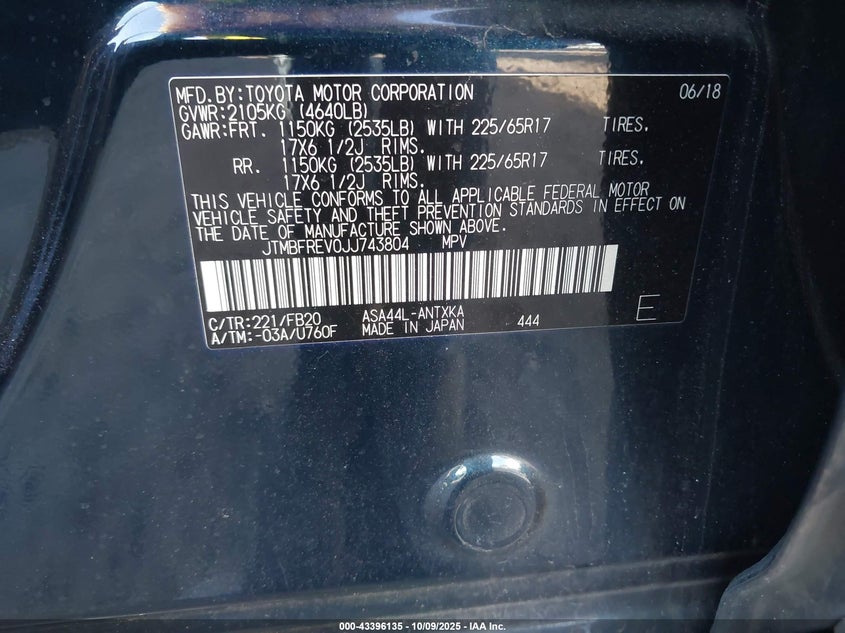 MFD.BY:TOYOTA MOTOR CORPORATION 06/18
GVWR:2105KG (4640LB)
GAWR:FRT. 1150KG (2535LB) WITH 225/65R17 TIRES.
17X6 1/2J RIMS.
RR. 1150KG (2535LB) WITH 225/65R17 TIRES.
17X6 1/2J RIMS.
THIS VEHICLE CONFORMS TO ALL APPLICABLE FEDERAL MOTOR
VEHICLE SAFETY AND THEFT PREVENTION STANDARDS IN EFFECT ON
THE DATE OF MANUFACTURE SHOWN ABOVE.
JTMBFREV0JJ743804 MPV
C/TR:221/FB20 ASA44L-ANTXKA
A/TM:-03A/U760F MADE IN JAPAN 444 E
000-43396135 - 10/09/2025 - IAA Inc.